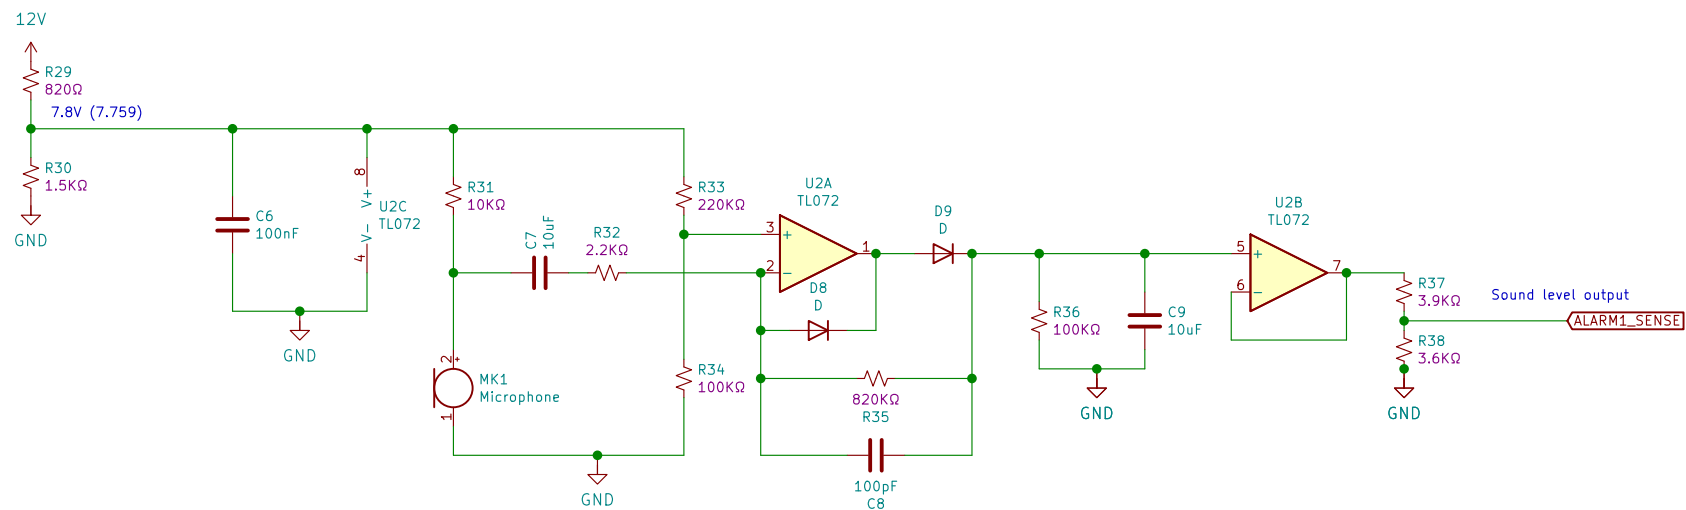 12V
R29
820Ω
7.8V (7.759)
R30
1.5KΩ
GND
C6
100nF
8
V+
U2C
TL072
V-
4
GND
R31
10KΩ
C7
10uF
R32
2.2KΩ
2
+
MK1
Microphone
1
R33
220KΩ
R34
100KΩ
GND
U2A
TL072
3
+
2
-
1
D8
D
D9
D
820KΩ
R35
100pF
C8
R36
100KΩ
C9
10uF
GND
U2B
TL072
5
+
6
-
7
R37
3.9KΩ
Sound level output
ALARM1_SENSE
R38
3.6KΩ
GND